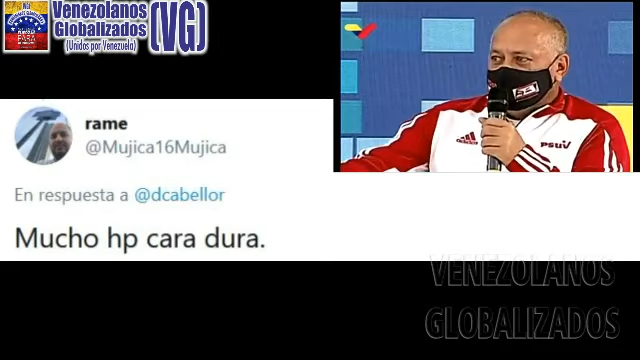 Venezolanos
Globalizados
(Unidos por Venezuela)
(VG)
rame
@Mujica16Mujica
En respuesta a @dcabellor
Mucho hp cara dura.
PSUV
VENEZOLANOS
GLOBALIZADOS